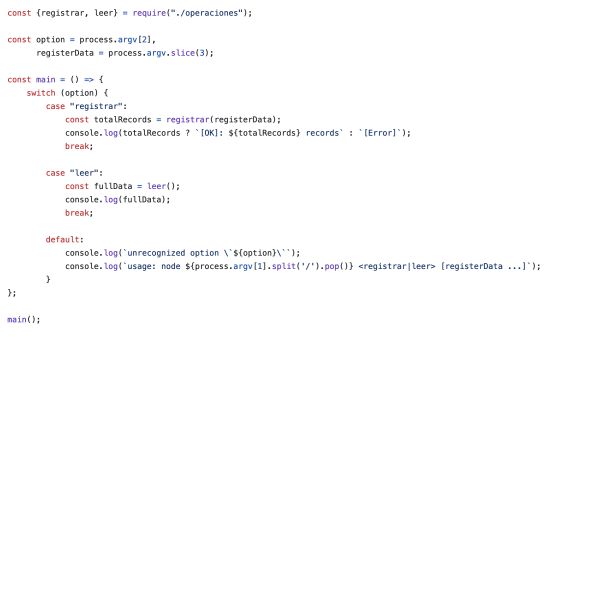 const {registrar, leer} = require("./operaciones");

const option = process.argv[2],
      registerData = process.argv.slice(3);

const main = () => {
    switch (option) {
        case "registrar":
            const totalRecords = registrar(registerData);
            console.log(totalRecords ? `[OK]: ${totalRecords} records` : `[Error]`);
            break;

        case "leer":
            const fullData = leer();
            console.log(fullData);
            break;

        default:
            console.log(`unrecognized option \`${option}\``);
            console.log(`usage: node ${process.argv[1].split('/').pop()} <registrar|leer> [registerData ...]`);
        }
};

main();